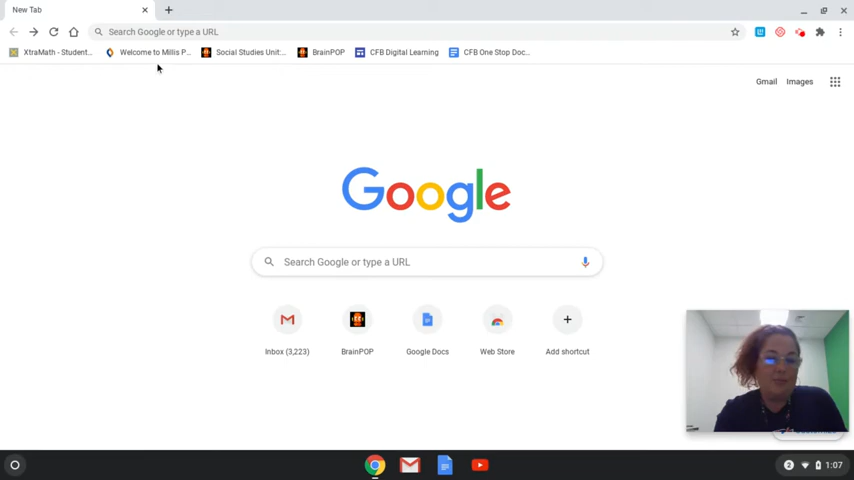 New Tab
Search Google or type a URL
XtraMath - Student... Welcome to Millis P... Social Studies Unit:... BrainPOP CFB Digital Learning CFB One Stop Doc...
Gmail Images
Google
Search Google or type a URL
Inbox (3,223) BrainPOP Google Docs Web Store Add shortcut
2 1:07